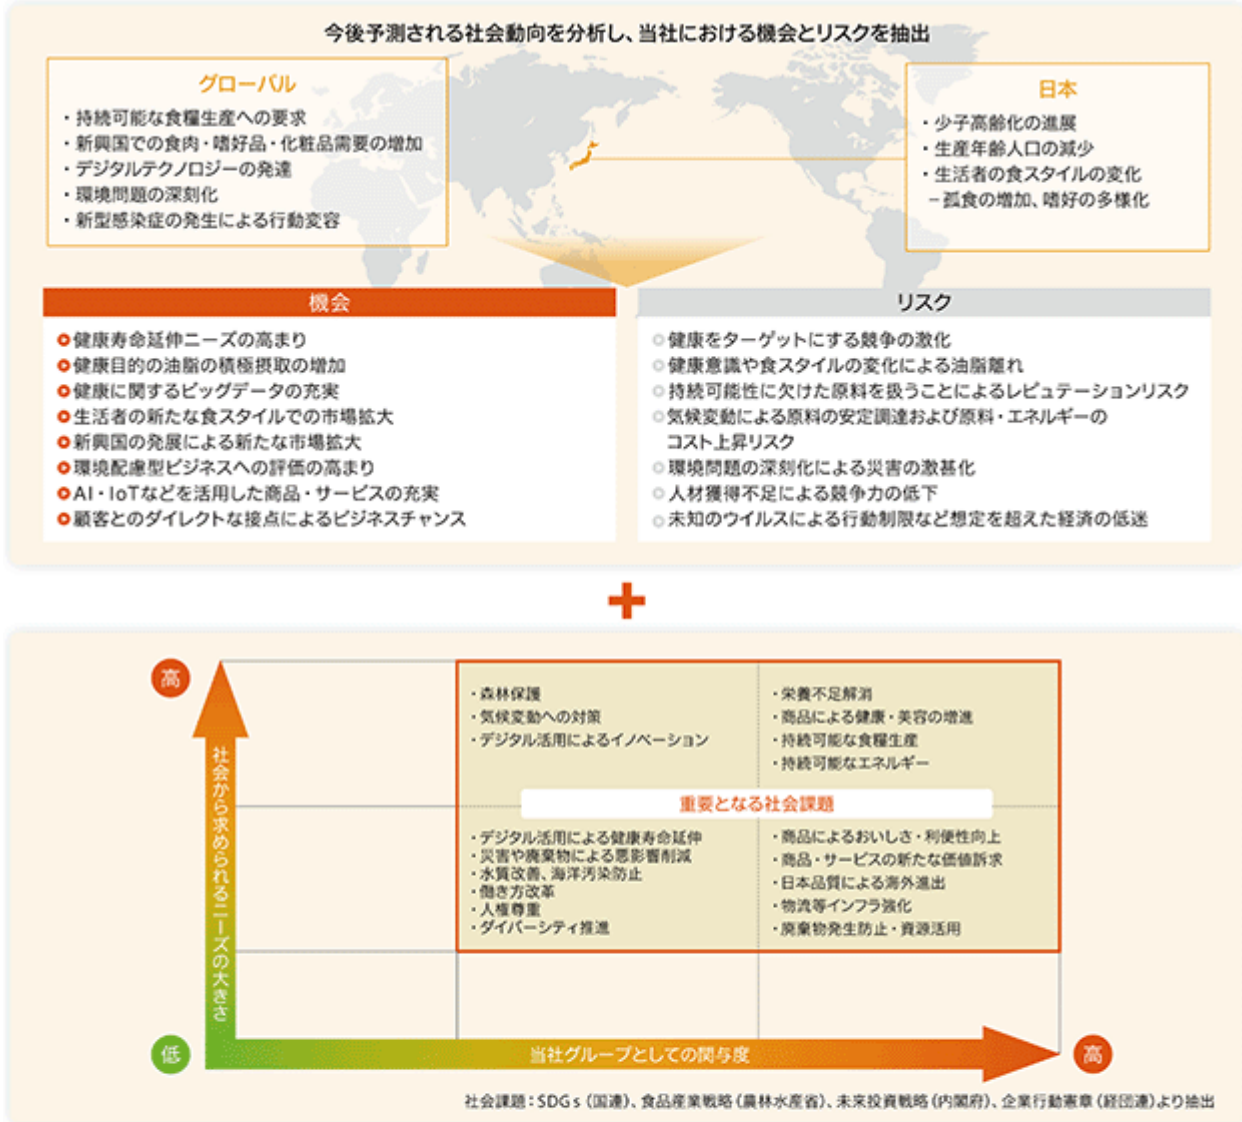 今後予測される社会動向を分析し、当社における機会とリスクを抽出
グローバル
・持続可能な食糧生産への要求
・新興国での食肉・嗜好品・化粧品需要の増加
・デジタルテクノロジーの発達
・環境問題の深刻化
・新型感染症の発生による行動変容
日本
・少子高齢化の進展
・生産年齢人口の減少
・生活者の食スタイルの変化
－孤食の増加、嗜好の多様化
機会
健康寿命延伸ニーズの高まり
健康目的の油脂の積極摂取の増加
健康に関するビッグデータの充実
生活者の新たな食スタイルでの市場拡大
新興国の発展による新たな市場拡大
環境配慮型ビジネスへの評価の高まり
AI・IoTなどを活用した商品・サービスの充実
顧客とのダイレクトな接点によるビジネスチャンス
リスク
健康をターゲットにする競争の激化
健康意識や食スタイルの変化による油脂離れ
持続可能性に欠けた原料を扱うことによるレピュテーションリスク
気候変動による原料の安定調達および原料・エネルギーの
コスト上昇リスク
環境問題の深刻化による災害の激甚化
人材獲得不足による競争力の低下
未知のウイルスによる行動制限など想定を超えた経済の低迷
+
高
社会から求められるニーズの大きさ
・森林保護
・気候変動への対策
・デジタル活用によるイノベーション
・栄養不足解消
・商品による健康・美容の増進
・持続可能な食糧生産
・持続可能なエネルギー
重要となる社会課題
・デジタル活用による健康寿命延伸
・災害や廃棄物による悪影響削減
・水質改善、海洋汚染防止
・働き方改革
・人権尊重
・ダイバーシティ推進
・商品によるおいしさ・利便性向上
・商品・サービスの新たな価値訴求
・日本品質による海外進出
・物流等インフラ強化
・廃棄物発生防止・資源活用
低
当社グループとしての関与度
高
社会課題：SDGs（国連）、食品産業戦略（農林水産省）、未来投資戦略（内閣府）、企業行動憲章（経団連）より抽出